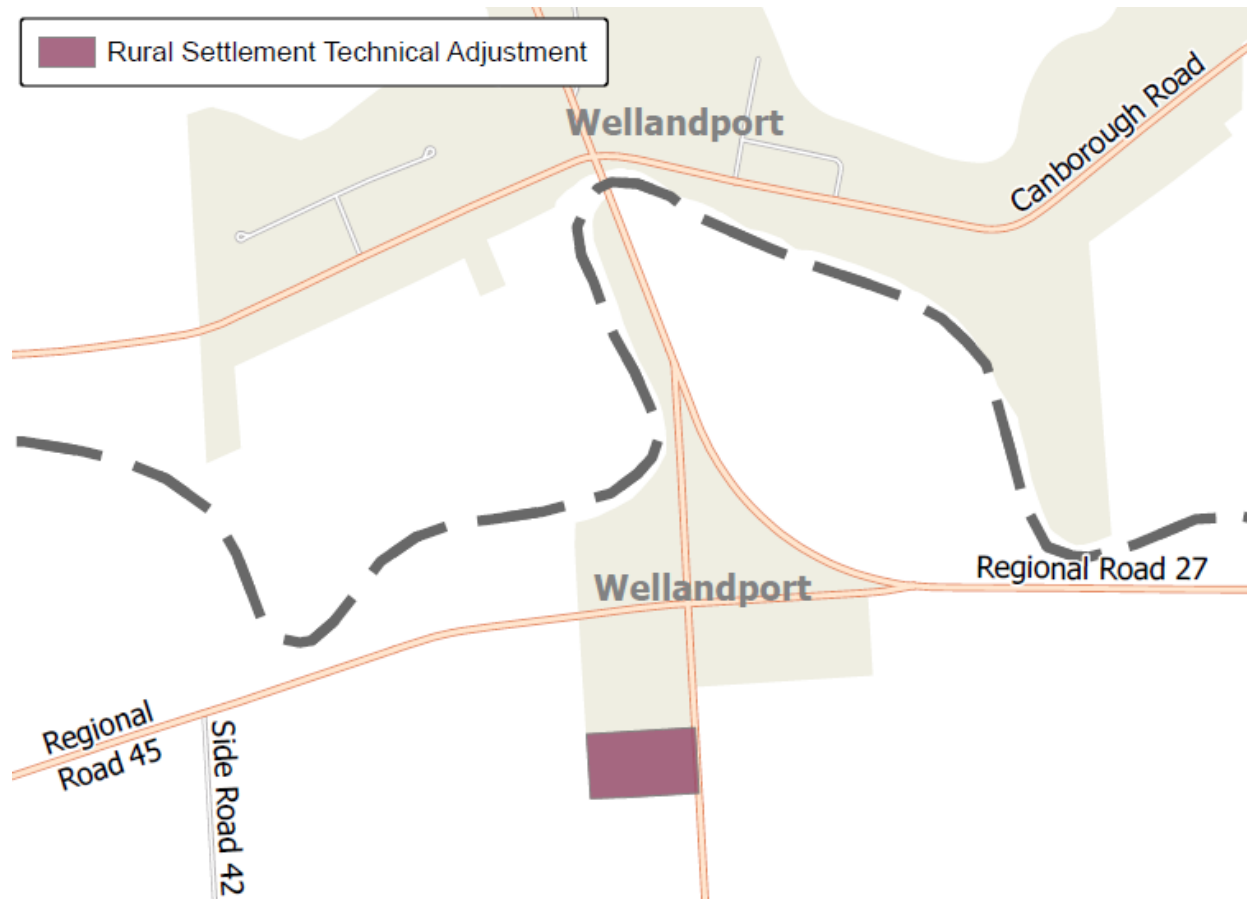 Rural Settlement Technical Adjustment
Wellandport
Canborough Road
Wellandport
Regional Road 27
Regional
Road 45
Side Road 42